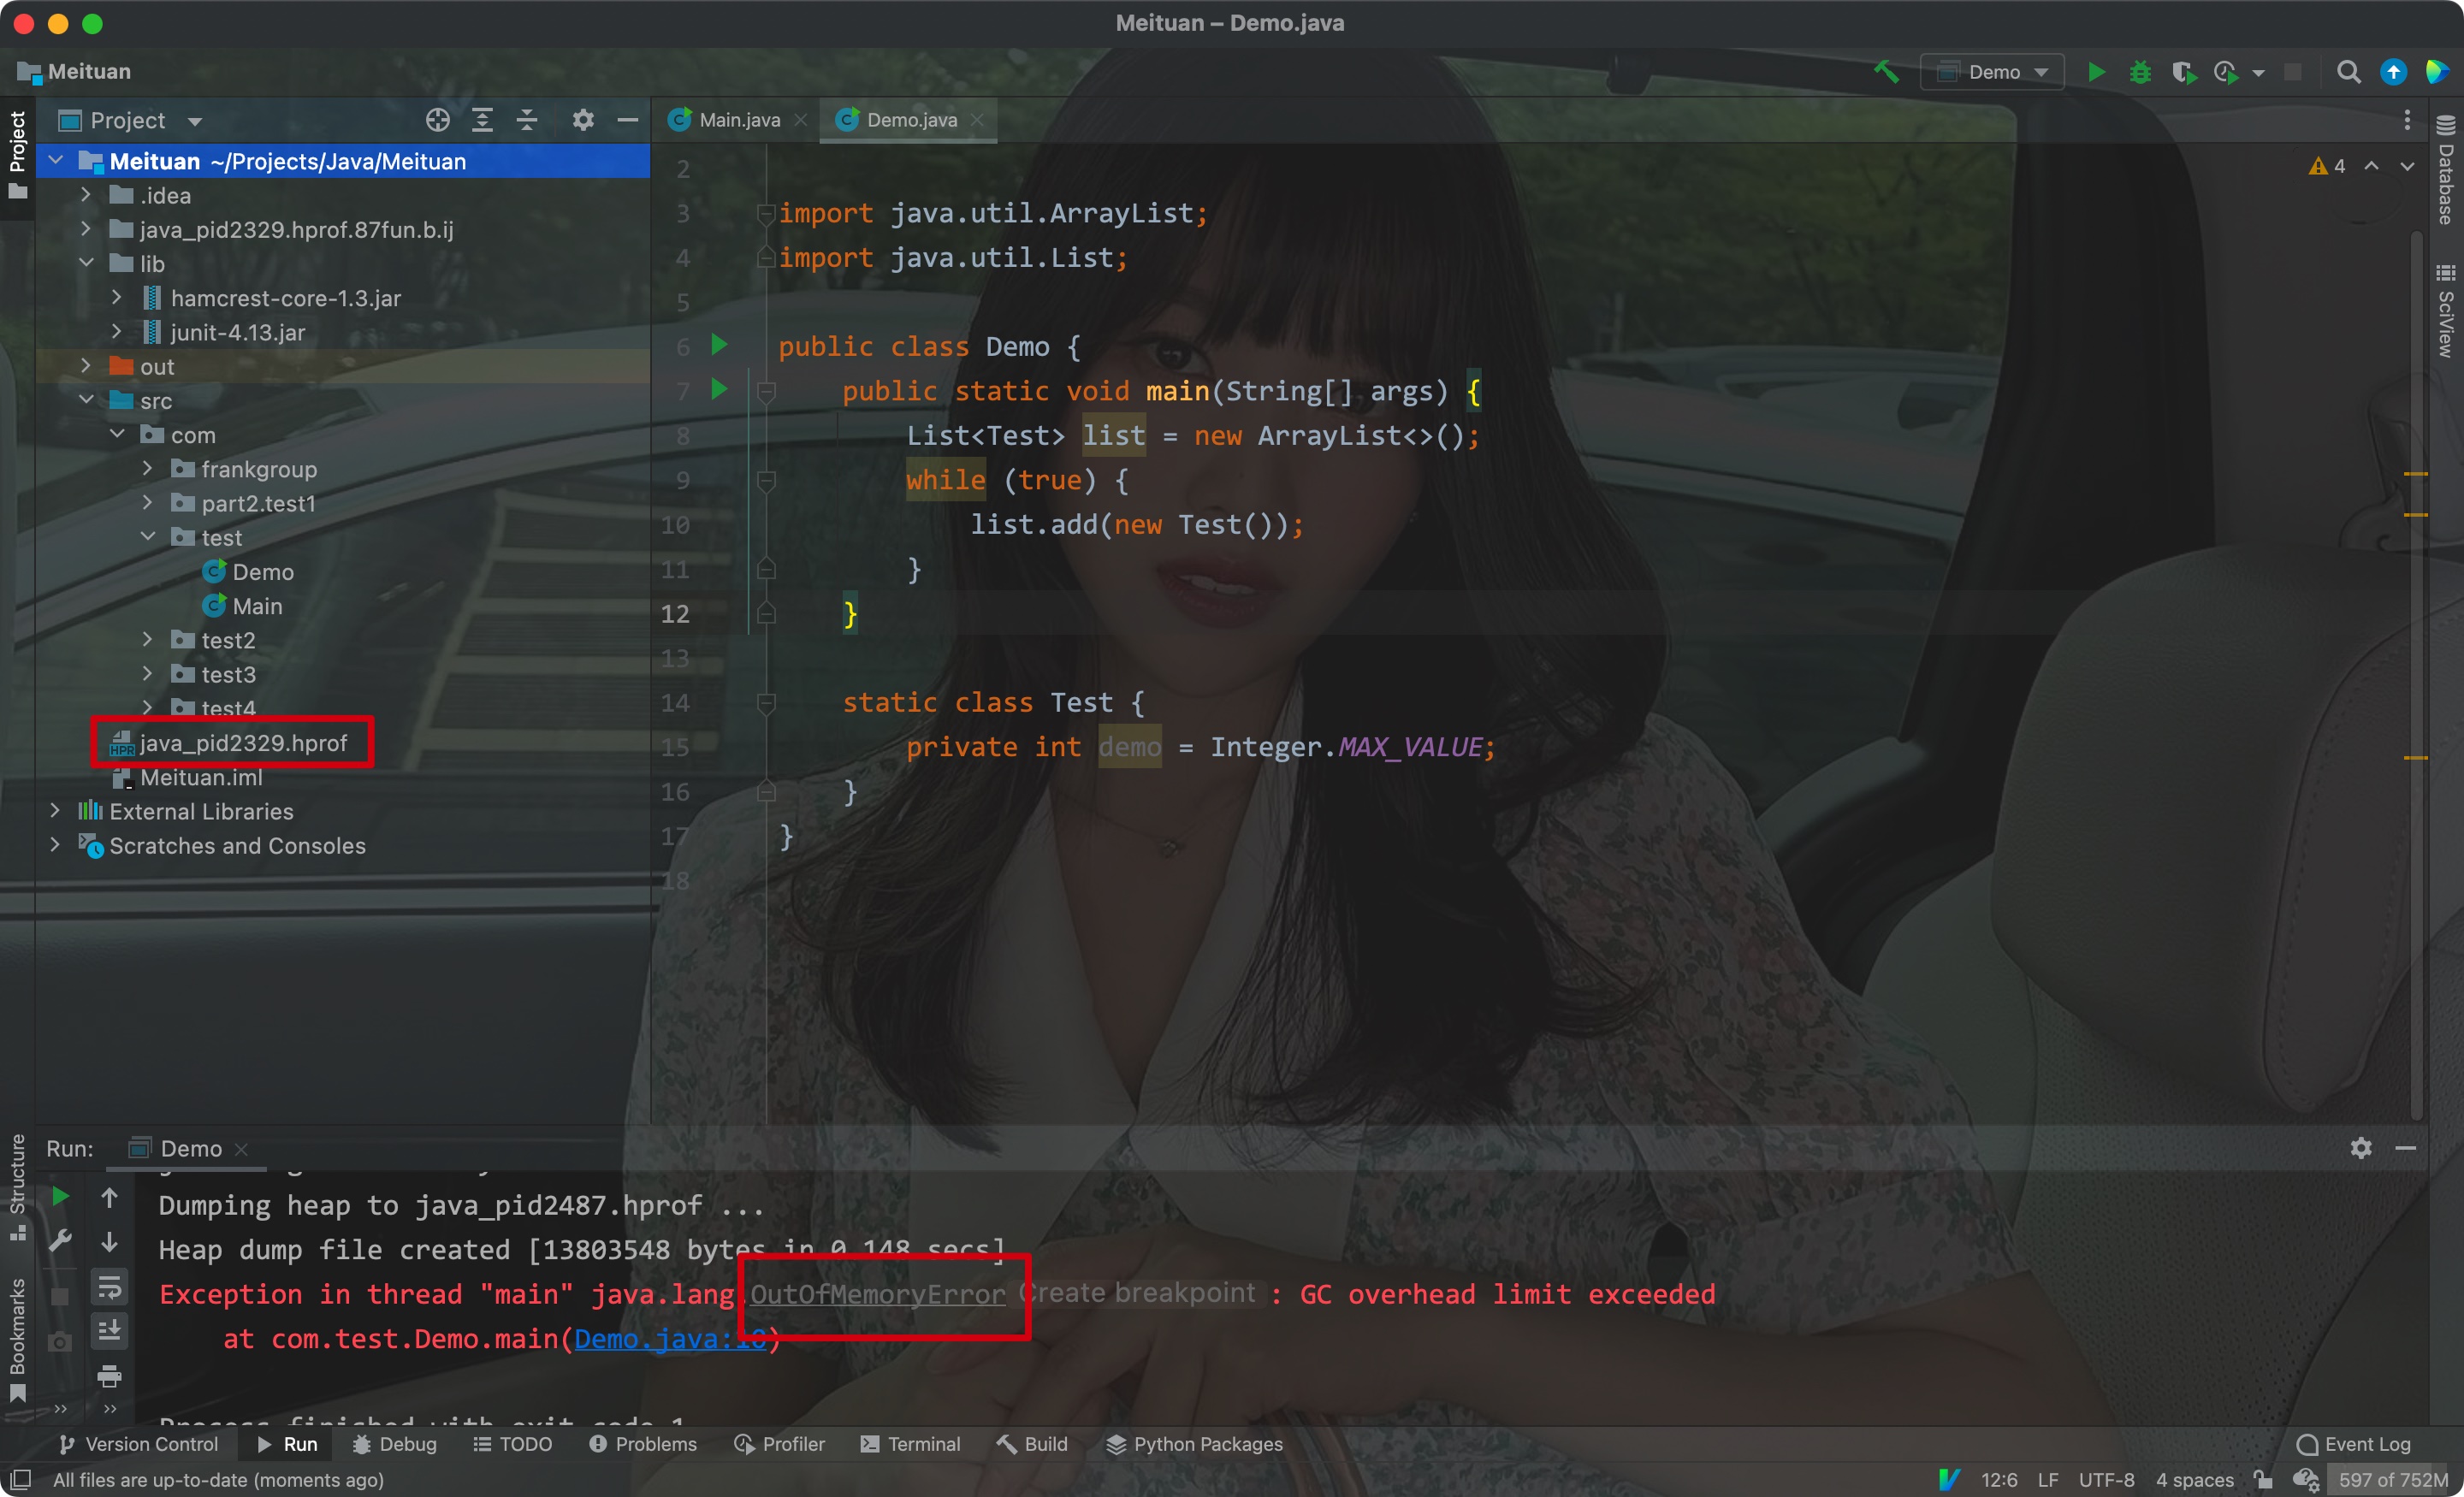 Meituan – Demo.java
Meituan
Demo
Project
Main.java
Demo.java
Project
Meituan ~/Projects/Java/Meituan
.idea
java_pid2329.hprof.87fun.b.ij
lib
hamcrest-core-1.3.jar
junit-4.13.jar
out
src
com
frankgroup
part2.test1
test
Demo
Main
test2
test3
test4
java_pid2329.hprof
Meituan.iml
External Libraries
Scratches and Consoles
4
2
3 import java.util.ArrayList;
4 import java.util.List;
5
6 public class Demo {
7 public static void main(String[] args) {
8 List<Test> list = new ArrayList<>();
9 while (true) {
10 list.add(new Test());
11 }
12 }
13
14 static class Test {
15 private int demo = Integer.MAX_VALUE;
16 }
17 }
18
Database
SciView
Structure
Bookmarks
Run: Demo
Dumping heap to java_pid2487.hprof ...
Heap dump file created [13803548 bytes in 0.148 secs]
Exception in thread "main" java.lang.OutOfMemoryError Create breakpoint : GC overhead limit exceeded
at com.test.Demo.main(Demo.java:10)
Process finished with exit code 1
Version Control Run Debug TODO Problems Profiler Terminal Build Python Packages Event Log
All files are up-to-date (moments ago) 12:6 LF UTF-8 4 spaces 597 of 752M